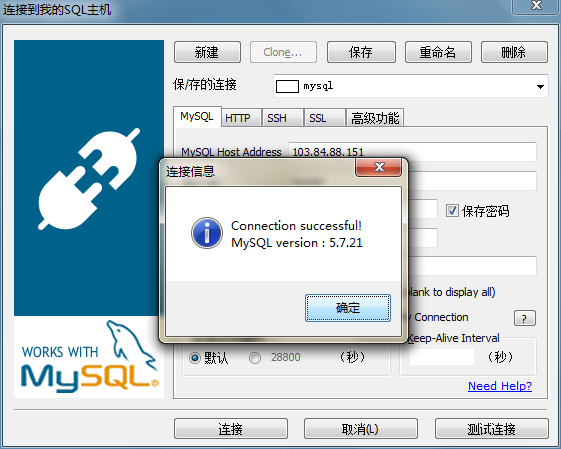 连接到我的SQL主机
新建
Clone...
保存
重命名
删除
保/存的连接
mysql
MySQL
HTTP
SSH
SSL
高级功能
MySQL Host Address
103.84.88.151
连接信息
Connection successful!
MySQL version : 5.7.21
确定
保存密码
lank to display all)
Connection
?
Keep-Alive Interval
默认
28800
(秒)
(秒)
Need Help?
WORKS WITH
MySQL®
连接
取消(L)
测试连接